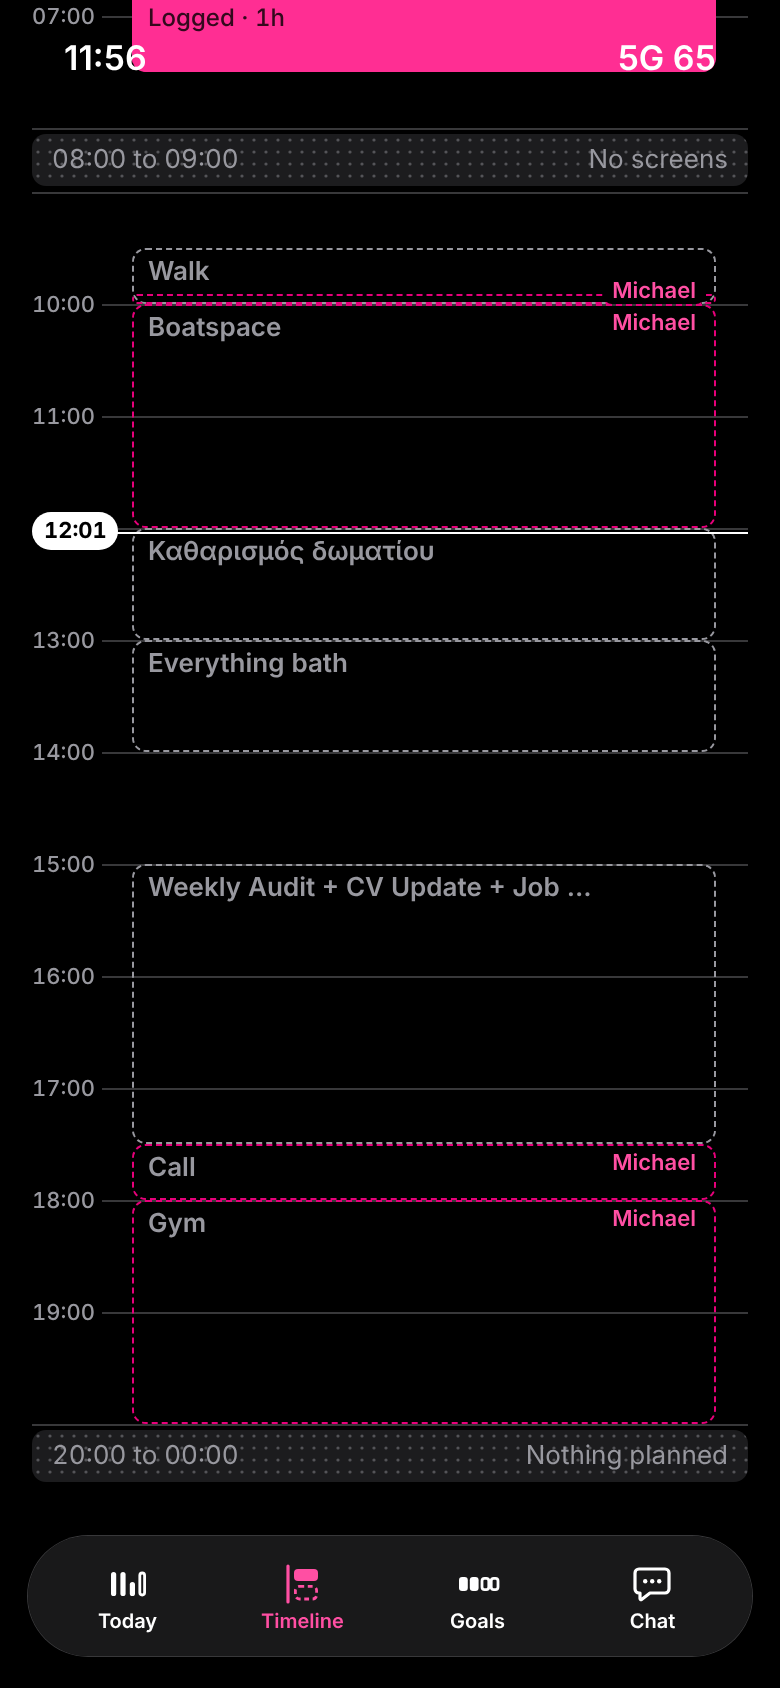 07:00
Logged · 1h
11:56
5G 65
08:00 to 09:00
No screens
Walk
Michael
10:00
Boatspace
Michael
11:00
12:01
Καθαρισμός δωματίου
13:00
Everything bath
14:00
15:00
Weekly Audit + CV Update + Job ...
16:00
17:00
Call
Michael
18:00
Gym
Michael
19:00
20:00 to 00:00
Nothing planned
Today
Timeline
Goals
Chat